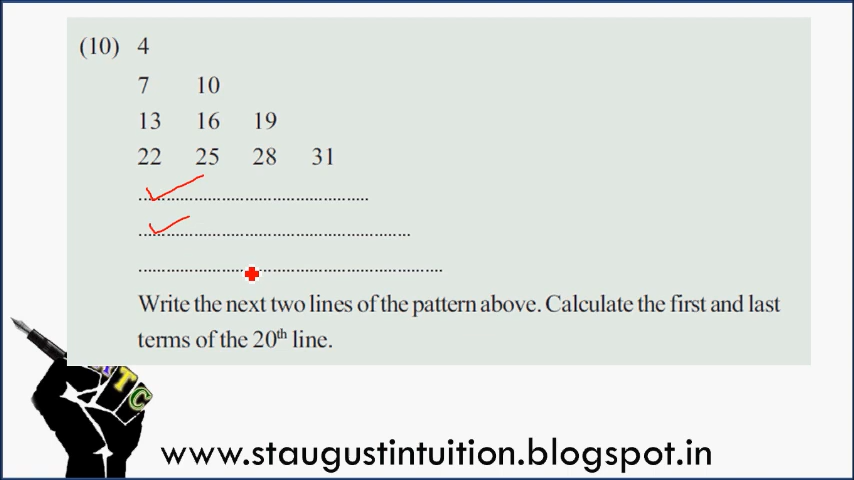 (10) 4
7 10
13 16 19
22 25 28 31
..........................................
..................................................
........................................................
Write the next two lines of the pattern above. Calculate the first and last
terms of the 20th line.
TC
www.staugustintuition.blogspot.in